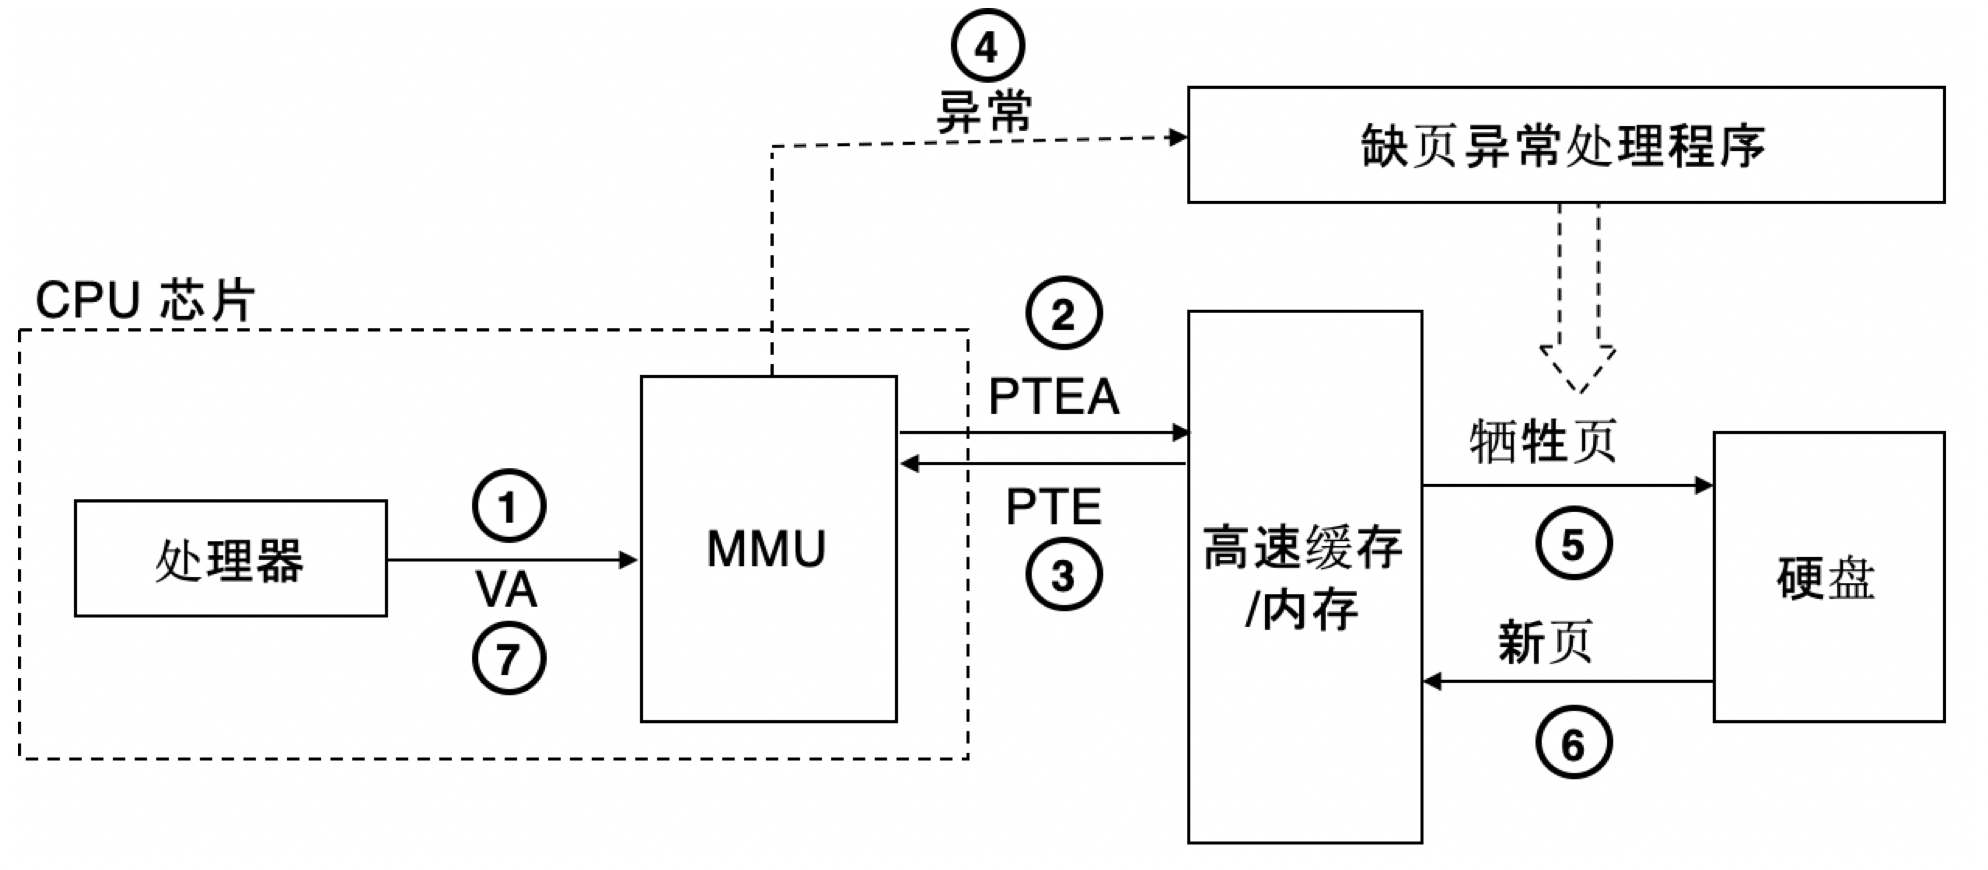 ④
异常
缺页异常处理程序
CPU 芯片
②
PTEA
①
处理器
VA
⑦
MMU
PTE
③
高速缓存
/内存
牺牲页
⑤
新页
⑥
硬盘